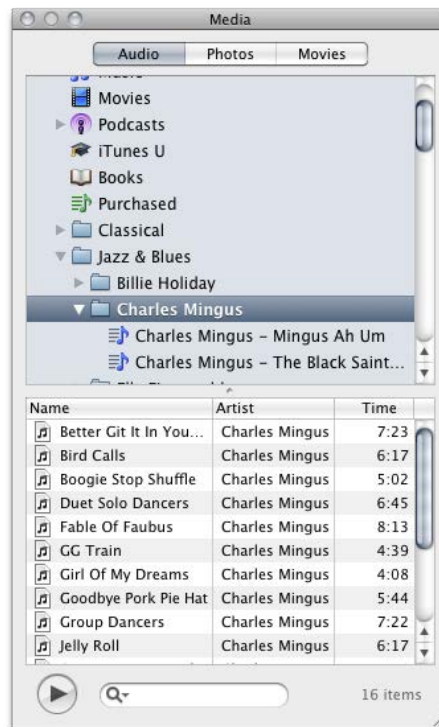 Media
Audio Photos Movies
Music
Movies
Podcasts
iTunes U
Books
Purchased
Classical
Jazz & Blues
Billie Holiday
Charles Mingus
Charles Mingus – Mingus Ah Um
Charles Mingus – The Black Saint...
Name Artist Time
Better Git It In You... Charles Mingus 7:23
Bird Calls Charles Mingus 6:17
Boogie Stop Shuffle Charles Mingus 5:02
Duet Solo Dancers Charles Mingus 6:45
Fable Of Faubus Charles Mingus 8:13
GG Train Charles Mingus 4:39
Girl Of My Dreams Charles Mingus 4:08
Goodbye Pork Pie Hat Charles Mingus 5:44
Group Dancers Charles Mingus 7:22
Jelly Roll Charles Mingus 6:17
16 items